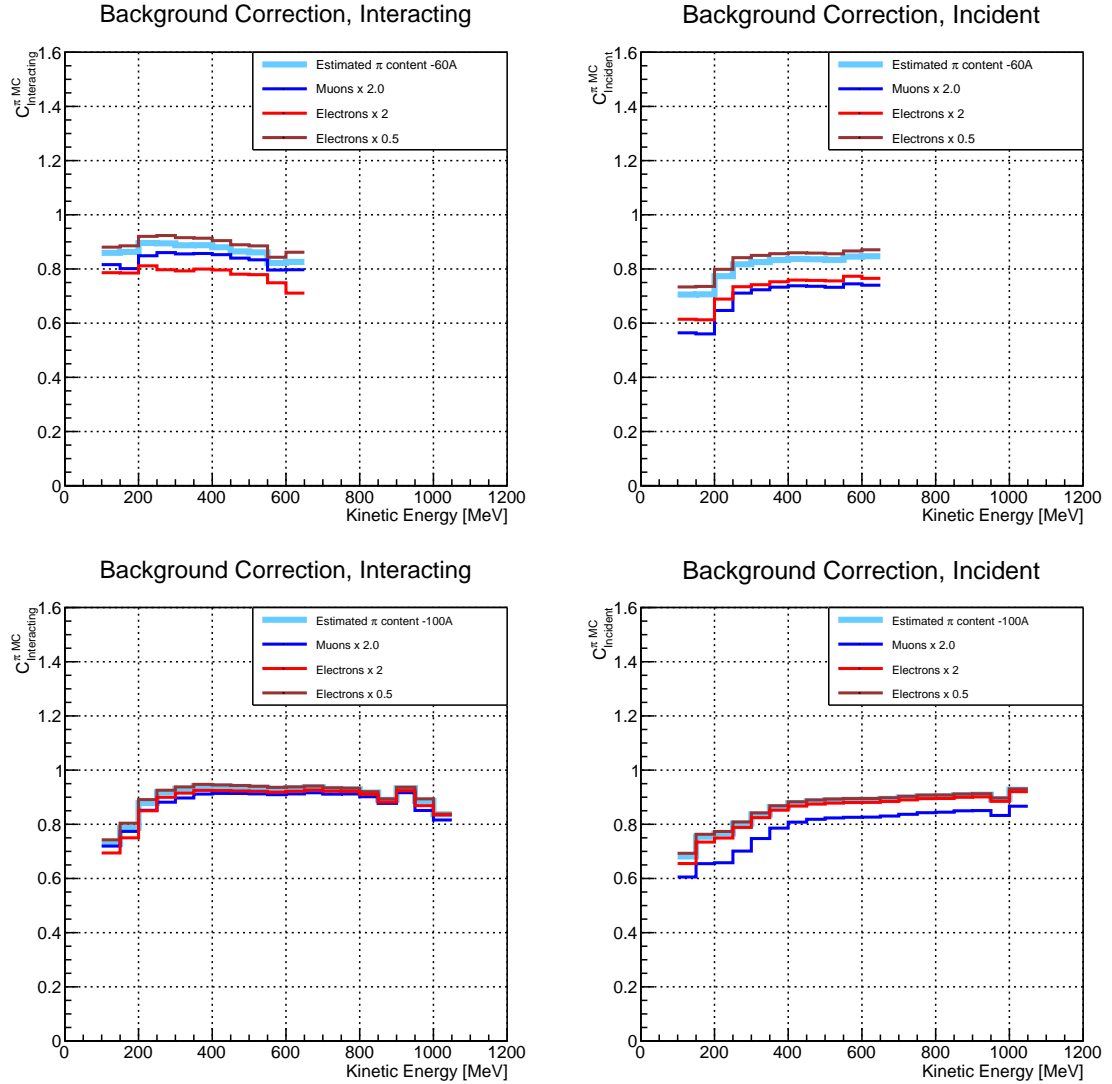 Background Correction, Interacting
C^{π MC}_{Interacting}
1.6
1.4
1.2
1
0.8
0.6
0.4
0.2
0
Estimated π content -60A
Muons x 2.0
Electrons x 2
Electrons x 0.5
0 200 400 600 800 1000 1200
Kinetic Energy [MeV]
Background Correction, Incident
C^{π MC}_{Incident}
1.6
1.4
1.2
1
0.8
0.6
0.4
0.2
0
Estimated π content -60A
Muons x 2.0
Electrons x 2
Electrons x 0.5
0 200 400 600 800 1000 1200
Kinetic Energy [MeV]
Background Correction, Interacting
C^{π MC}_{Interacting}
1.6
1.4
1.2
1
0.8
0.6
0.4
0.2
0
Estimated π content -100A
Muons x 2.0
Electrons x 2
Electrons x 0.5
0 200 400 600 800 1000 1200
Kinetic Energy [MeV]
Background Correction, Incident
C^{π MC}_{Incident}
1.6
1.4
1.2
1
0.8
0.6
0.4
0.2
0
Estimated π content -100A
Muons x 2.0
Electrons x 2
Electrons x 0.5
0 200 400 600 800 1000 1200
Kinetic Energy [MeV]